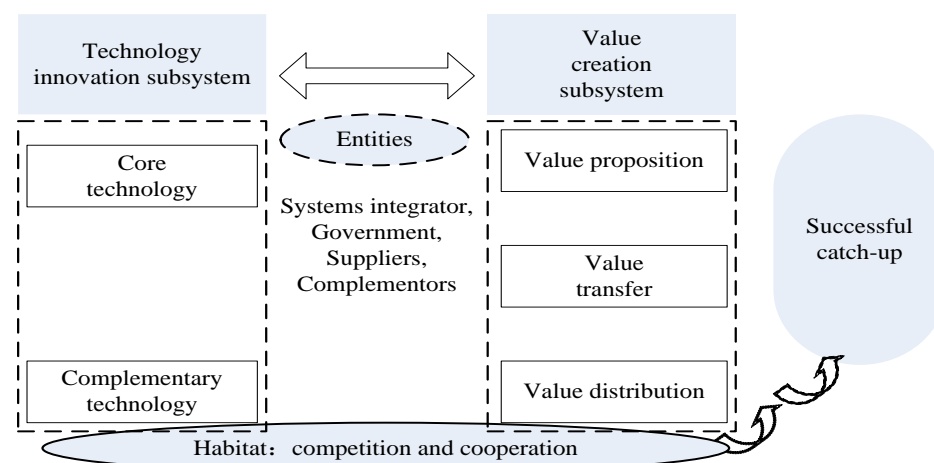 Technology
innovation subsystem
Value
creation
subsystem
Entities
Core
technology
Systems integrator,
Government,
Suppliers,
Complementors
Value proposition
Value
transfer
Successful
catch-up
Complementary
technology
Value distribution
Habitat：competition and cooperation